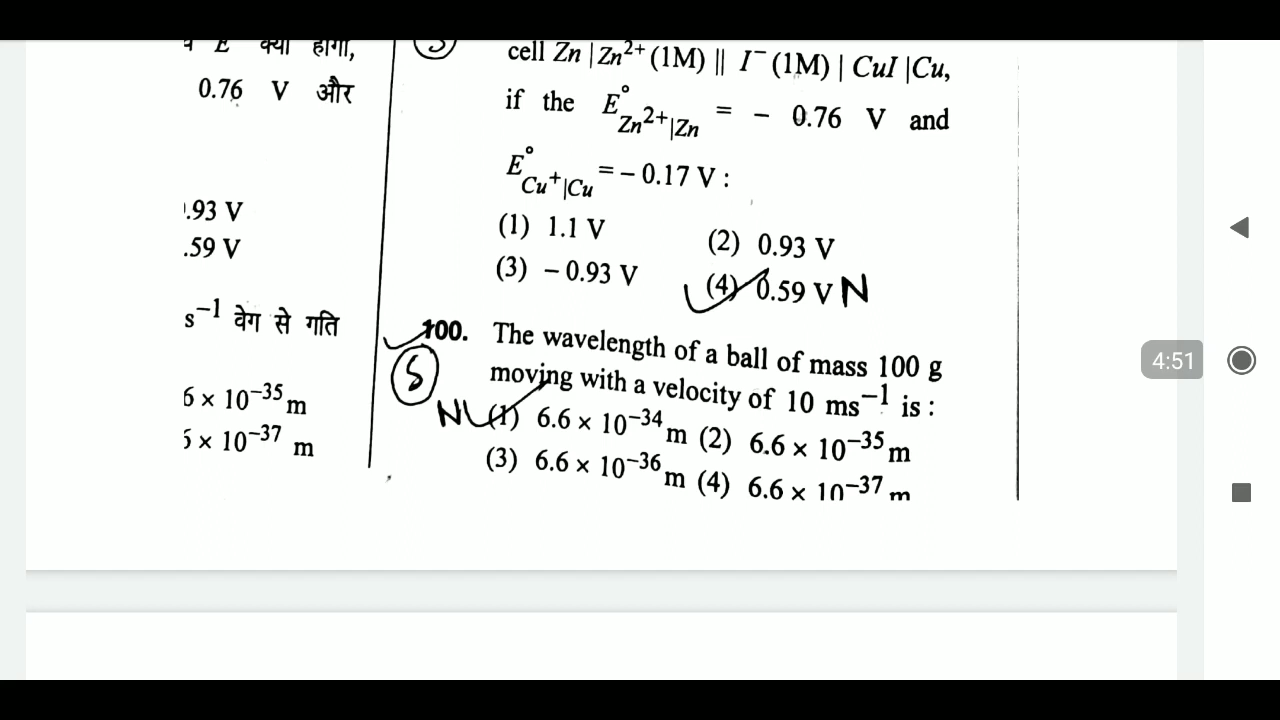 E क्या होगा,
0.76 V और
.93 V
.59 V
s⁻¹ वेग से गति
6 × 10⁻³⁵ m
5 × 10⁻³⁷ m
cell Zn | Zn²⁺ (1M) || I⁻ (1M) | CuI | Cu,
if the E° Zn²⁺|Zn = − 0.76 V and
E° Cu⁺|Cu = − 0.17 V :
(1) 1.1 V (2) 0.93 V
(3) − 0.93 V (4) 0.59 V N
100. The wavelength of a ball of mass 100 g
moving with a velocity of 10 ms⁻¹ is :
N (1) 6.6 × 10⁻³⁴ m (2) 6.6 × 10⁻³⁵ m
(3) 6.6 × 10⁻³⁶ m (4) 6.6 × 10⁻³⁷ m
4:51